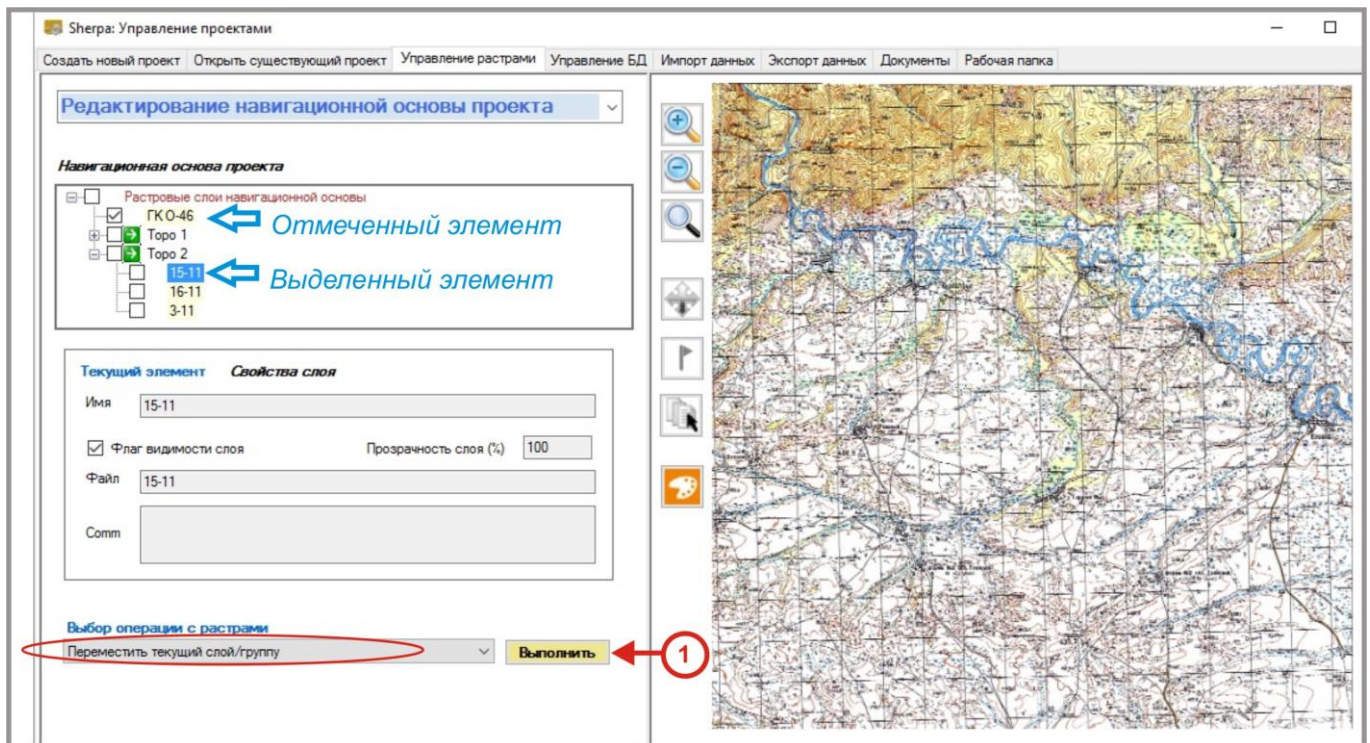 Sherpa: Управление проектами
Создать новый проект Открыть существующий проект Управление растрами Управление БД Импорт данных Экспорт данных Документы Рабочая папка
Редактирование навигационной основы проекта
Навигационная основа проекта
Растровые слои навигационной основы
ГК О-46
Отмеченный элемент
Topo 1
Topo 2
15-11
Выделенный элемент
16-11
3-11
Текущий элемент Свойства слоя
Имя 15-11
Флаг видимости слоя Прозрачность слоя (%) 100
Файл 15-11
Comm
Выбор операции с растрами
Переместить текущий слой/группу Выполнить 1